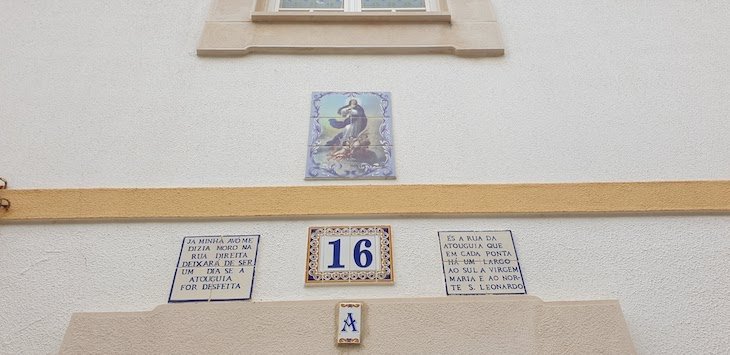 JA MINHA AVÓ ME
DIZIA MORO NA
RUA DIREITA
DEIXARÁ DE SER
UM DIA SE A
ATOUGUIA
FOR DESFEITA
16
ÉS A RUA DA
ATOUGUIA QUE
EM CADA PONTA
HÁ UM LARGO
AO SUL A VIRGEM
MARIA E AO NOR
TE S. LEONARDO
A